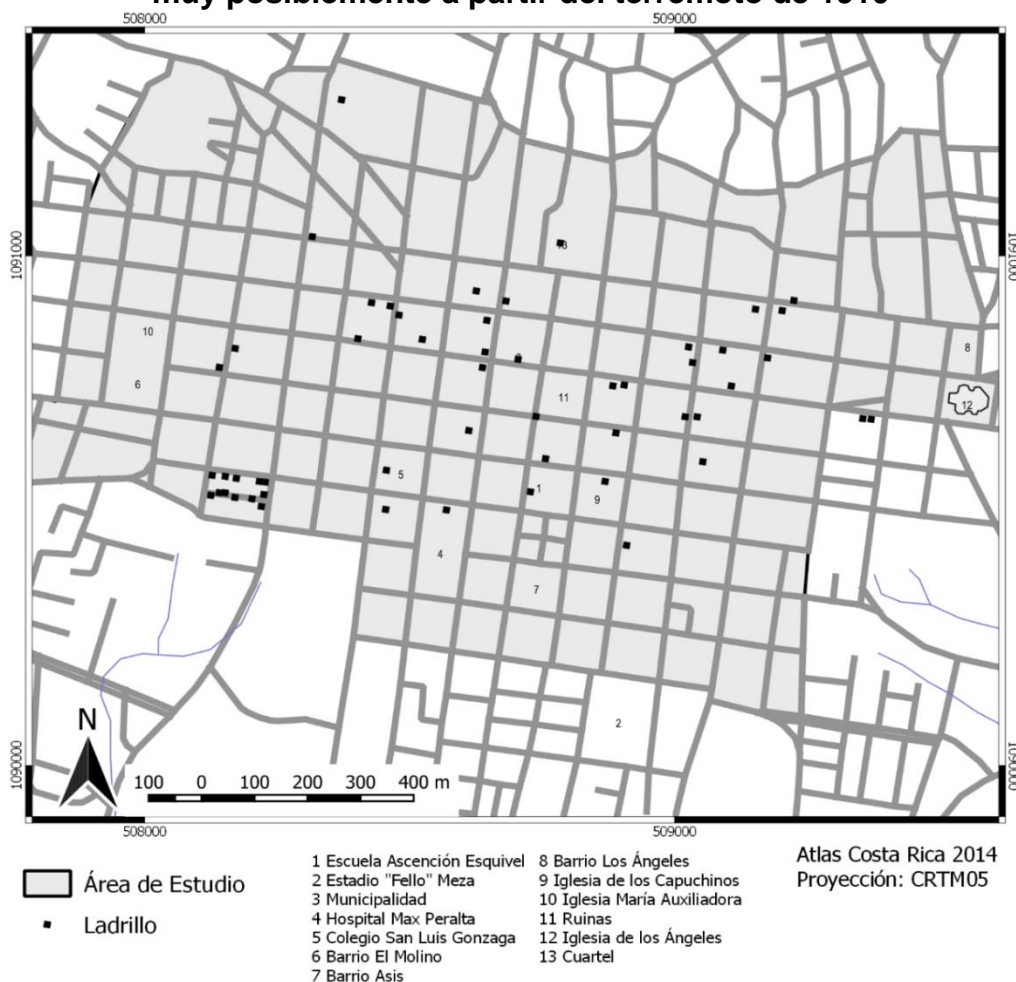 muy posiblemente a partir del terremoto de 1910
508000 509000
1091000 1091000
13
10
8
6
11
12
5
1
9
4
7
2
N
1090000 1090000
100 0 100 200 300 400 m
508000 509000
Área de Estudio
Ladrillo
1 Escuela Ascención Esquivel
2 Estadio "Fello" Meza
3 Municipalidad
4 Hospital Max Peralta
5 Colegio San Luis Gonzaga
6 Barrio El Molino
7 Barrio Asis
8 Barrio Los Ángeles
9 Iglesia de los Capuchinos
10 Iglesia María Auxiliadora
11 Ruinas
12 Iglesia de los Ángeles
13 Cuartel
Atlas Costa Rica 2014
Proyección: CRTM05